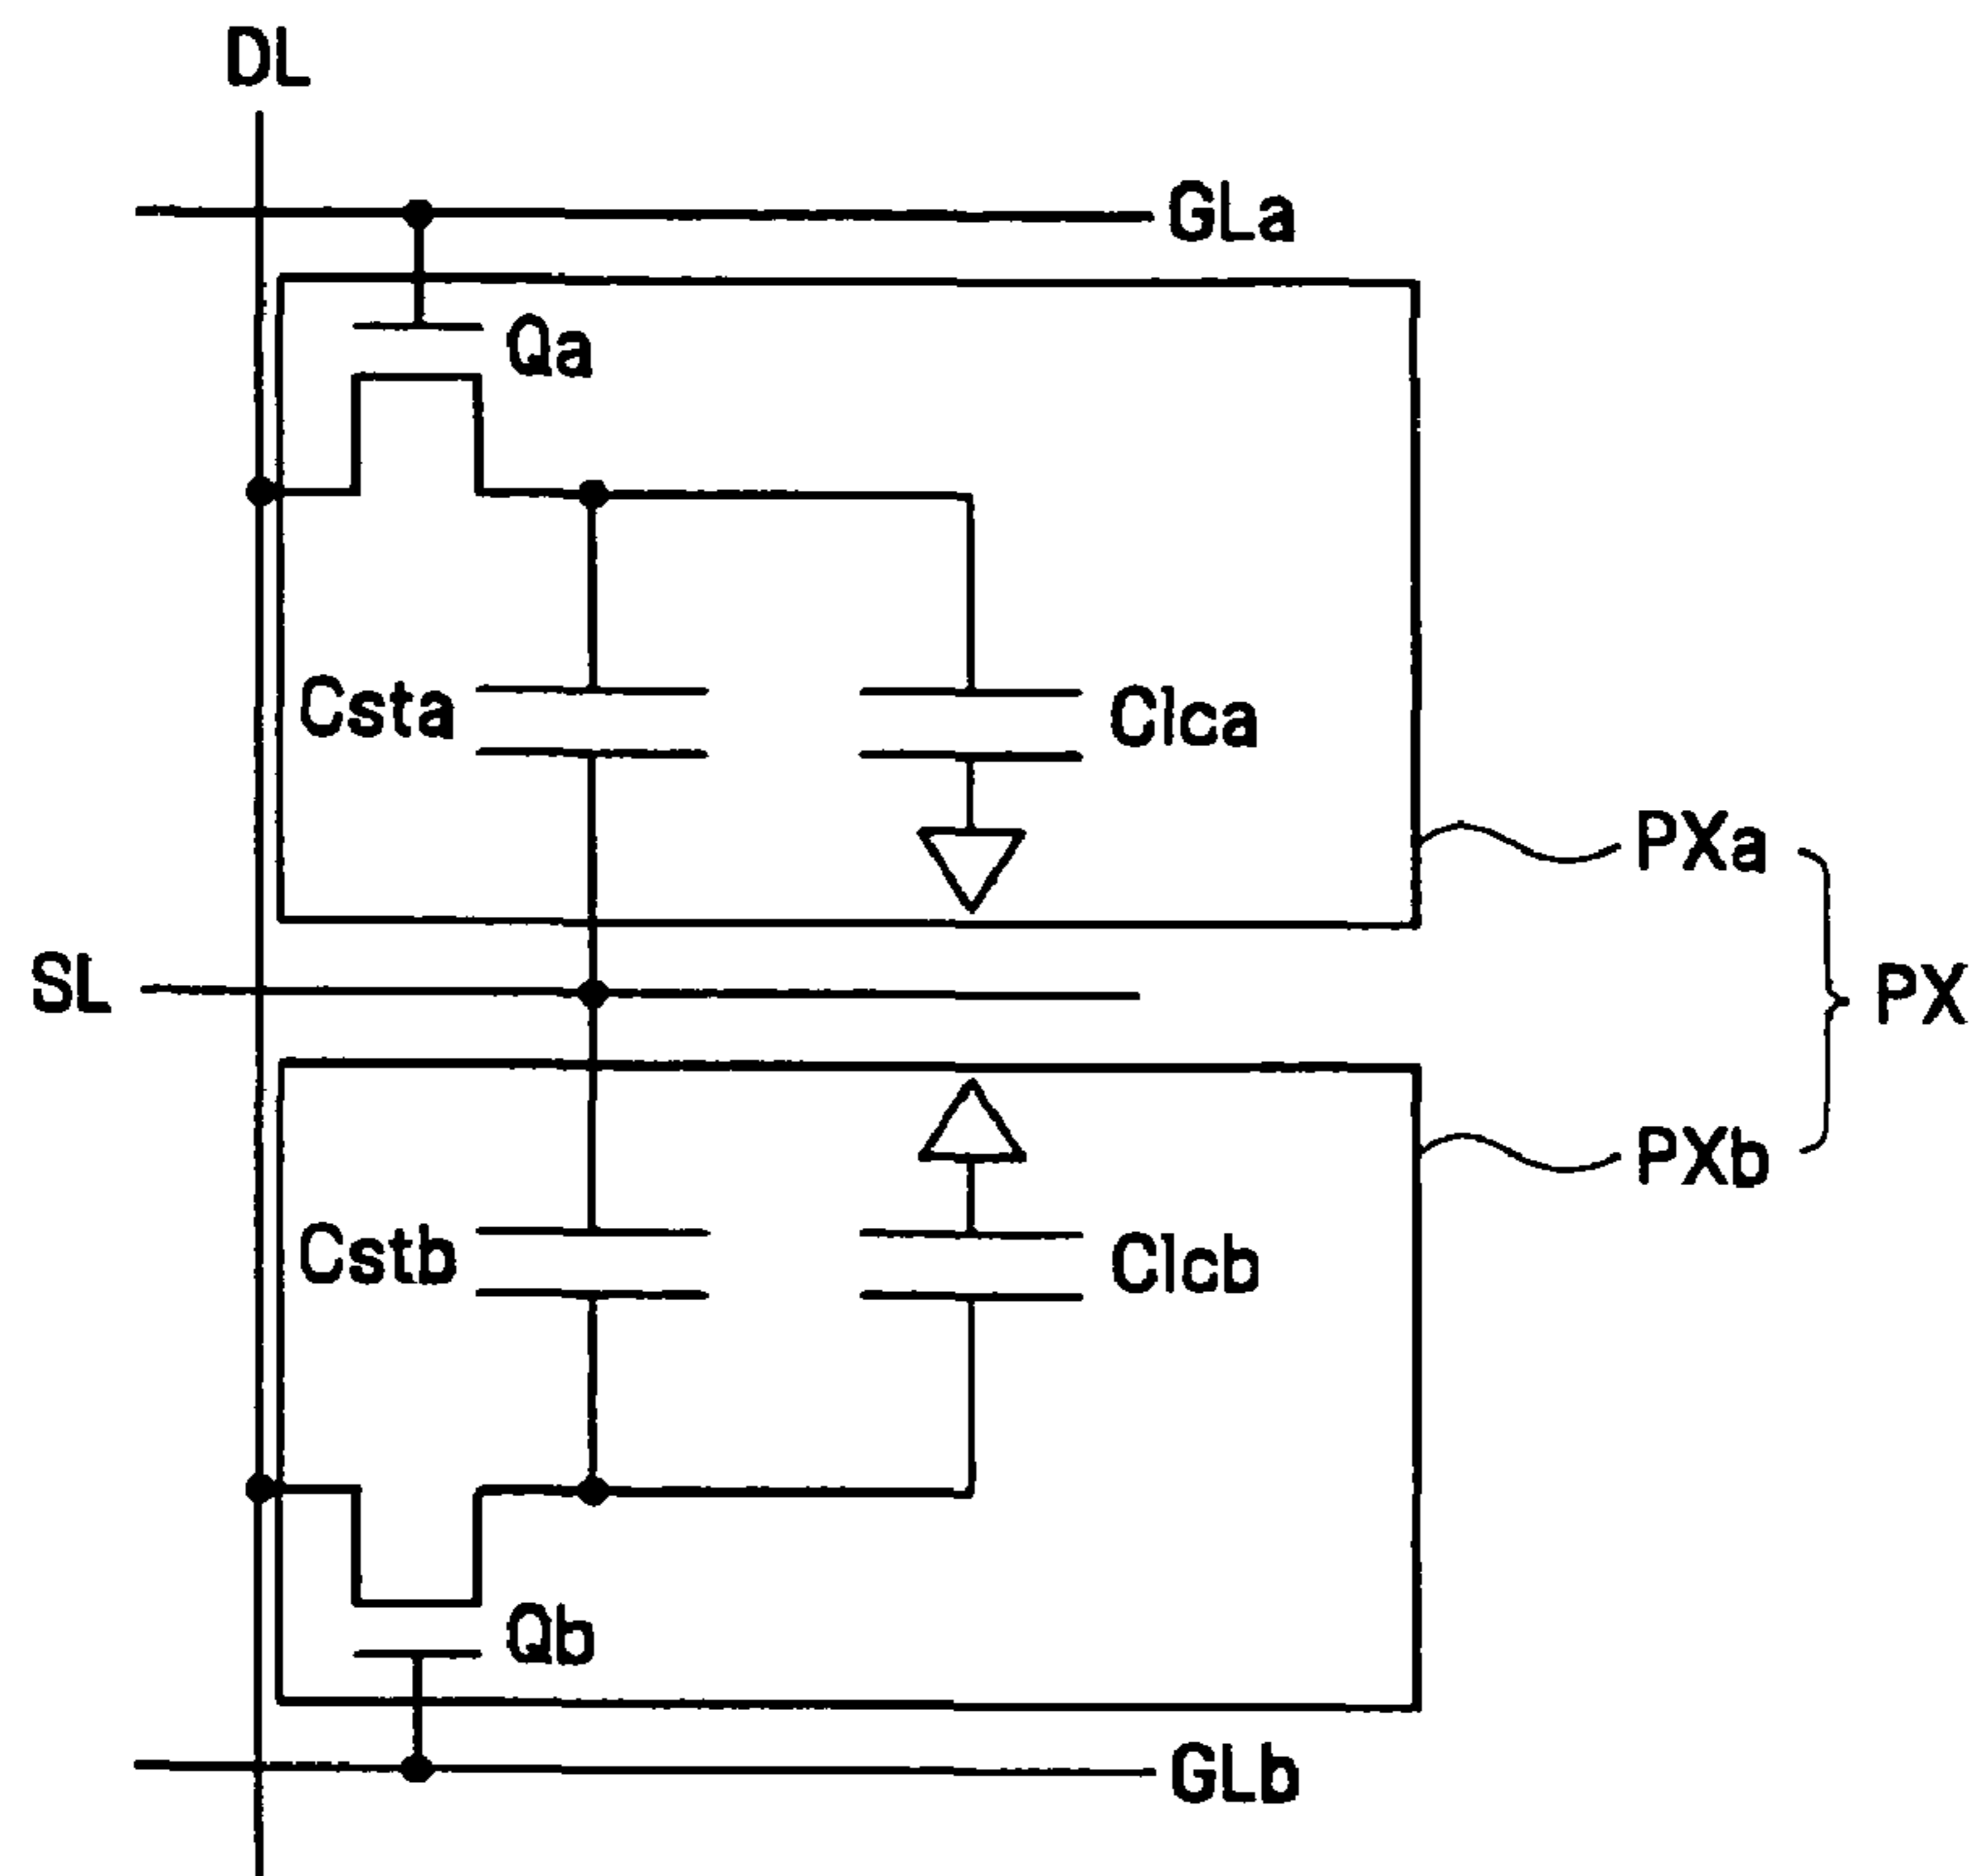 DL
GLa
Qa
Csta
Clca
PXa
SL
PX
PXb
Cstb
Clcb
Qb
GLb